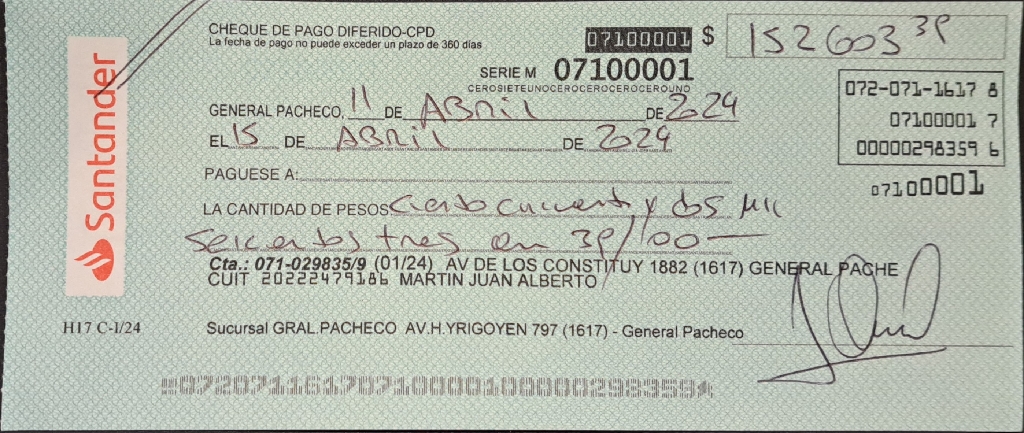 Santander
CHEQUE DE PAGO DIFERIDO-CPD
La fecha de pago no puede exceder un plazo de 360 días
07100001 $ 152603 39
SERIE M 07100001
CEROSIETEUNOCEROCEROCEROCEROUNO
072-071-1617 8
07100001 7
00000298359 6
07100001
GENERAL PACHECO, 11 DE Abril DE 2024
EL 15 DE Abril DE 2024
PAGUESE A:
LA CANTIDAD DE PESOS Ciento cincuenta y dos mil
seicientos tres con 39/100
Cta.: 071-029835/9 (01/24) AV DE LOS CONSTITUY 1882 (1617) GENERAL PACHE
CUIT 20222479186 MARTIN JUAN ALBERTO
H17 C-I/24
Sucursal GRAL.PACHECO AV.H.YRIGOYEN 797 (1617) - General Pacheco